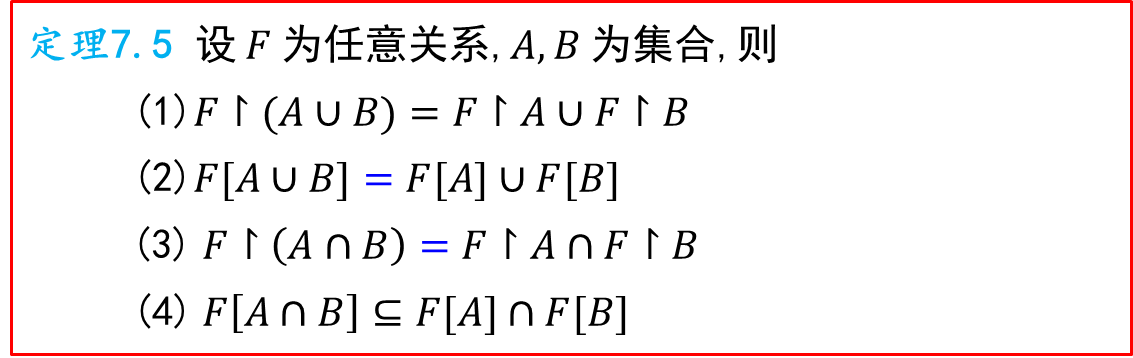 定理7.5 设 F 为任意关系, A, B 为集合, 则
(1) F ↾ (A ∪ B) = F ↾ A ∪ F ↾ B
(2) F[A ∪ B] = F[A] ∪ F[B]
(3) F ↾ (A ∩ B) = F ↾ A ∩ F ↾ B
(4) F[A ∩ B] ⊆ F[A] ∩ F[B]